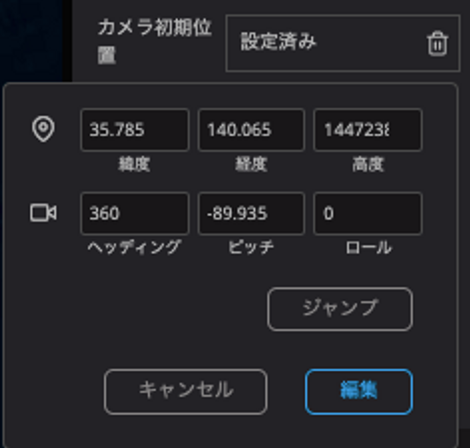 カメラ初期位
置
設定済み
35.785 140.065 1447238
緯度 経度 高度
360 -89.935 0
ヘッディング ピッチ ロール
ジャンプ
キャンセル 編集